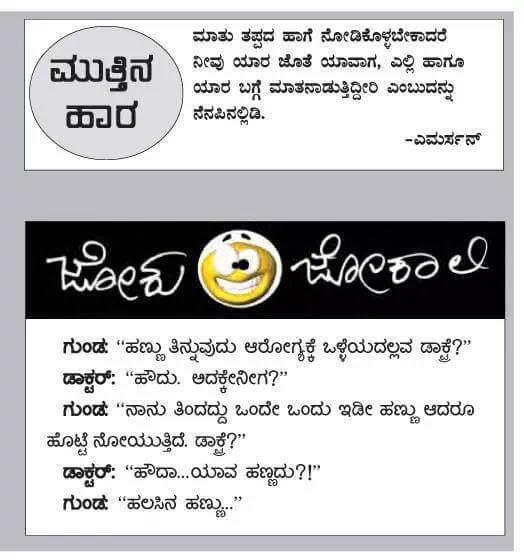 ಮುತ್ತಿನ
ಹಾರ
ಮಾತು ತಪ್ಪದ ಹಾಗೆ ನೋಡಿಕೊಳ್ಳಬೇಕಾದರೆ
ನೀವು ಯಾರ ಜೊತೆ ಯಾವಾಗ, ಎಲ್ಲಿ ಹಾಗೂ
ಯಾರ ಬಗ್ಗೆ ಮಾತನಾಡುತ್ತಿದ್ದೀರಿ ಎಂಬುದನ್ನು
ನೆನಪಿನಲ್ಲಿಡಿ.
-ಎಮರ್ಸನ್
ಜೋಕು ಜೋಕಾಲಿ
ಗುಂಡ: “ಹಣ್ಣು ತಿನ್ನುವುದು ಆರೋಗ್ಯಕ್ಕೆ ಒಳ್ಳೆಯದಲ್ಲವ ಡಾಕ್ಟ್ರೆ?”
ಡಾಕ್ಟರ್: “ಹೌದು. ಅದಕ್ಕೇನೀಗ?”
ಗುಂಡ: “ನಾನು ತಿಂದದ್ದು ಒಂದೇ ಒಂದು ಇಡೀ ಹಣ್ಣು ಆದರೂ
ಹೊಟ್ಟೆ ನೋಯುತ್ತಿದೆ. ಡಾಕ್ಟ್ರೆ?”
ಡಾಕ್ಟರ್: “ಹೌದಾ...ಯಾವ ಹಣ್ಣದು?!”
ಗುಂಡ: “ಹಲಸಿನ ಹಣ್ಣು...”